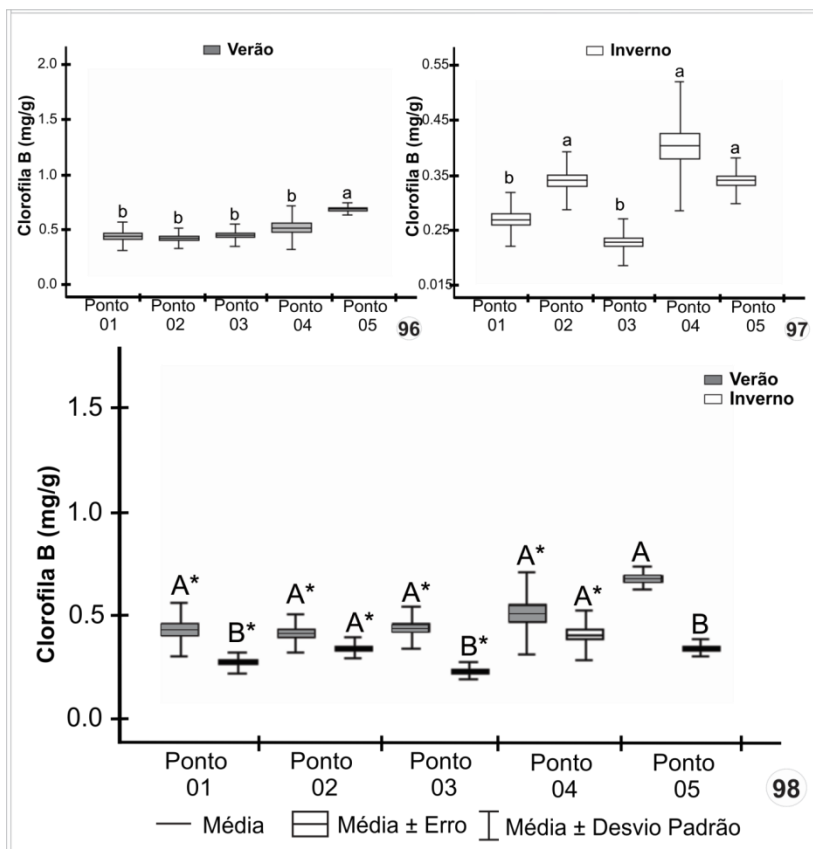 Verão
Clorofila B (mg/g)
2.0
1.5
1.0
0.5
0.0
b
b
b
b
a
Ponto 01
Ponto 02
Ponto 03
Ponto 04
Ponto 05
96
Inverno
Clorofila B (mg/g)
0.55
0.45
0.35
0.25
0.015
b
a
b
a
a
Ponto 01
Ponto 02
Ponto 03
Ponto 04
Ponto 05
97
Verão
Inverno
Clorofila B (mg/g)
1.5
1.0
0.5
0.0
A*
B*
A*
A*
A*
B*
A*
A*
A
B
Ponto 01
Ponto 02
Ponto 03
Ponto 04
Ponto 05
98
Média
Média ± Erro
Média ± Desvio Padrão